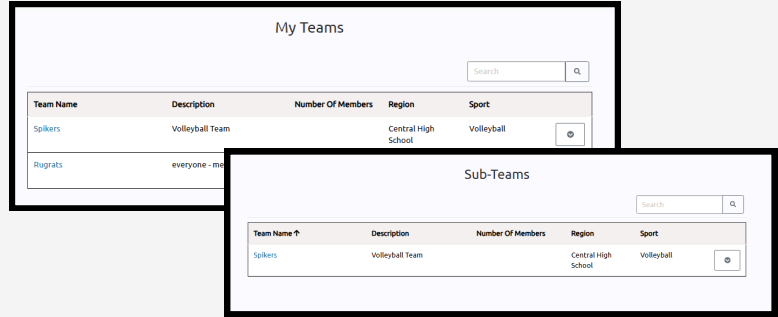 My Teams
Search
Team Name Description Number Of Members Region Sport
Spikers Volleyball Team Central High School Volleyball
Rugrats everyone - me
Sub-Teams
Search
Team Name ↑ Description Number Of Members Region Sport
Spikers Volleyball Team Central High School Volleyball